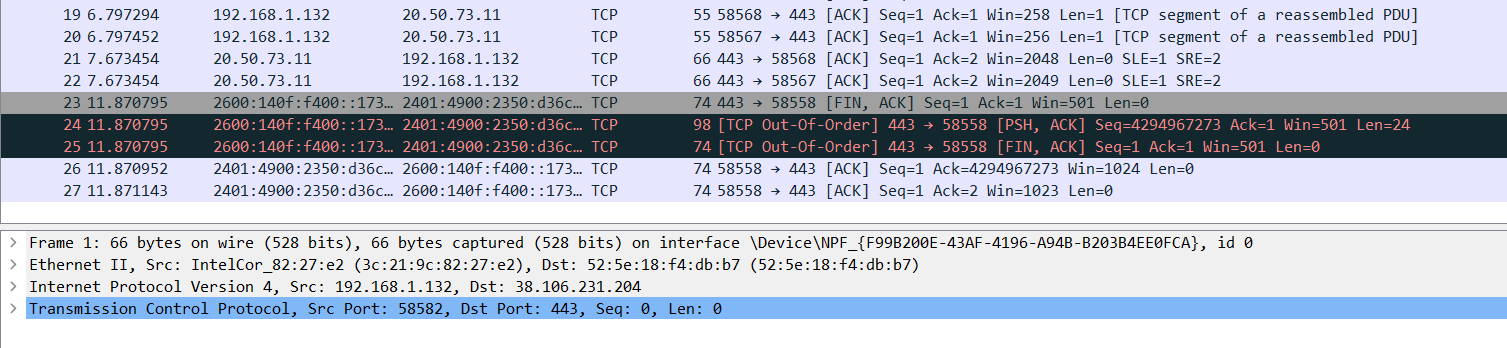 19 6.797294 192.168.1.132 20.50.73.11 TCP 55 58568 → 443 [ACK] Seq=1 Ack=1 Win=258 Len=1 [TCP segment of a reassembled PDU]
20 6.797452 192.168.1.132 20.50.73.11 TCP 55 58567 → 443 [ACK] Seq=1 Ack=1 Win=256 Len=1 [TCP segment of a reassembled PDU]
21 7.673454 20.50.73.11 192.168.1.132 TCP 66 443 → 58568 [ACK] Seq=1 Ack=2 Win=2048 Len=0 SLE=1 SRE=2
22 7.673454 20.50.73.11 192.168.1.132 TCP 66 443 → 58567 [ACK] Seq=1 Ack=2 Win=2049 Len=0 SLE=1 SRE=2
23 11.870795 2600:140f:f400::173… 2401:4900:2350:d36c… TCP 74 443 → 58558 [FIN, ACK] Seq=1 Ack=1 Win=501 Len=0
24 11.870795 2600:140f:f400::173… 2401:4900:2350:d36c… TCP 98 [TCP Out-Of-Order] 443 → 58558 [PSH, ACK] Seq=4294967273 Ack=1 Win=501 Len=24
25 11.870795 2600:140f:f400::173… 2401:4900:2350:d36c… TCP 74 [TCP Out-Of-Order] 443 → 58558 [FIN, ACK] Seq=1 Ack=1 Win=501 Len=0
26 11.870952 2401:4900:2350:d36c… 2600:140f:f400::173… TCP 74 58558 → 443 [ACK] Seq=1 Ack=4294967273 Win=1024 Len=0
27 11.871143 2401:4900:2350:d36c… 2600:140f:f400::173… TCP 74 58558 → 443 [ACK] Seq=1 Ack=2 Win=1023 Len=0
Frame 1: 66 bytes on wire (528 bits), 66 bytes captured (528 bits) on interface \Device\NPF_{F99B200E-43AF-4196-A94B-B203B4EE0FCA}, id 0
Ethernet II, Src: IntelCor_82:27:e2 (3c:21:9c:82:27:e2), Dst: 52:5e:18:f4:db:b7 (52:5e:18:f4:db:b7)
Internet Protocol Version 4, Src: 192.168.1.132, Dst: 38.106.231.204
Transmission Control Protocol, Src Port: 58582, Dst Port: 443, Seq: 0, Len: 0